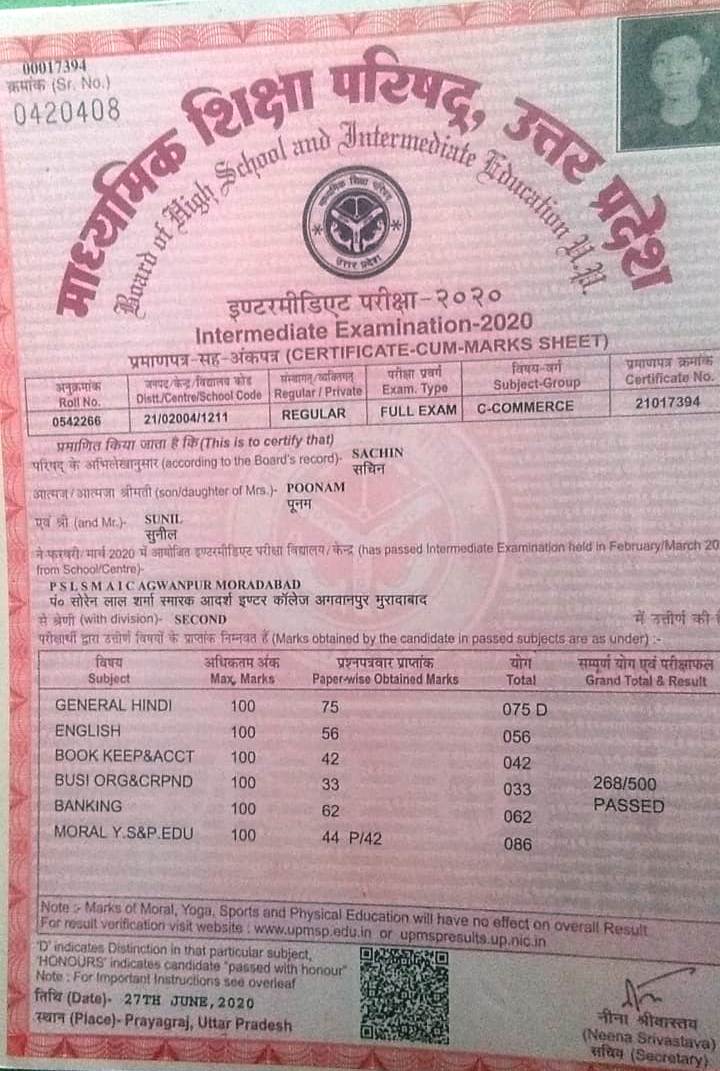 00017394
क्रमांक (Sr. No.)
0420408
माध्यमिक शिक्षा परिषद्, उत्तर प्रदेश
Board of High School and Intermediate Education U.P.
माध्यमिक शिक्षा परिषद्
उत्तर प्रदेश
इण्टरमीडिएट परीक्षा-२०२०
Intermediate Examination-2020
प्रमाणपत्र-सह-अंकपत्र (CERTIFICATE-CUM-MARKS SHEET)
अनुक्रमांक जनपद/केन्द्र/विद्यालय कोड संस्थागत/व्यक्तिगत परीक्षा प्रवर्ग विषय-वर्ग प्रमाणपत्र क्रमांक
Roll No. Distt./Centre/School Code Regular / Private Exam. Type Subject-Group Certificate No.
0542266 21/02004/1211 REGULAR FULL EXAM C-COMMERCE 21017394
प्रमाणित किया जाता है कि (This is to certify that)
परिषद के अभिलेखानुसार (according to the Board's record)- SACHIN
सचिन
आत्मज/आत्मजा श्रीमती (son/daughter of Mrs.)- POONAM
पूनम
एवं श्री (and Mr.)- SUNIL
सुनील
ने फरवरी/मार्च 2020 में आयोजित इण्टरमीडिएट परीक्षा विद्यालय/केन्द्र (has passed Intermediate Examination held in February/March 20
from School/Centre)-
P S L S M A I C AGWANPUR MORADABAD
पं० सोरेन लाल शर्मा स्मारक आदर्श इण्टर कॉलेज अगवानपुर मुरादाबाद
से श्रेणी (with division)- SECOND में उत्तीर्ण की
परीक्षार्थी द्वारा उत्तीर्ण विषयों के प्राप्तांक निम्नवत हैं (Marks obtained by the candidate in passed subjects are as under) :-
विषय अधिकतम अंक प्रश्नपत्रवार प्राप्तांक योग सम्पूर्ण योग एवं परीक्षाफल
Subject Max. Marks Paper-wise Obtained Marks Total Grand Total & Result
GENERAL HINDI 100 75 075 D
ENGLISH 100 56 056
BOOK KEEP&ACCT 100 42 042
BUSI ORG&CRPND 100 33 033 268/500
BANKING 100 62 062 PASSED
MORAL Y.S&P.EDU 100 44 P/42 086
Note :- Marks of Moral, Yoga, Sports and Physical Education will have no effect on overall Result
For result verification visit website : www.upmsp.edu.in or upmspresults.up.nic.in
'D' indicates Distinction in that particular subject,
'HONOURS' indicates candidate "passed with honour"
Note : For Important Instructions see overleaf
तिथि (Date)- 27TH JUNE, 2020
स्थान (Place)- Prayagraj, Uttar Pradesh
नीना श्रीवास्तव
(Neena Srivastava)
सचिव (Secretary)